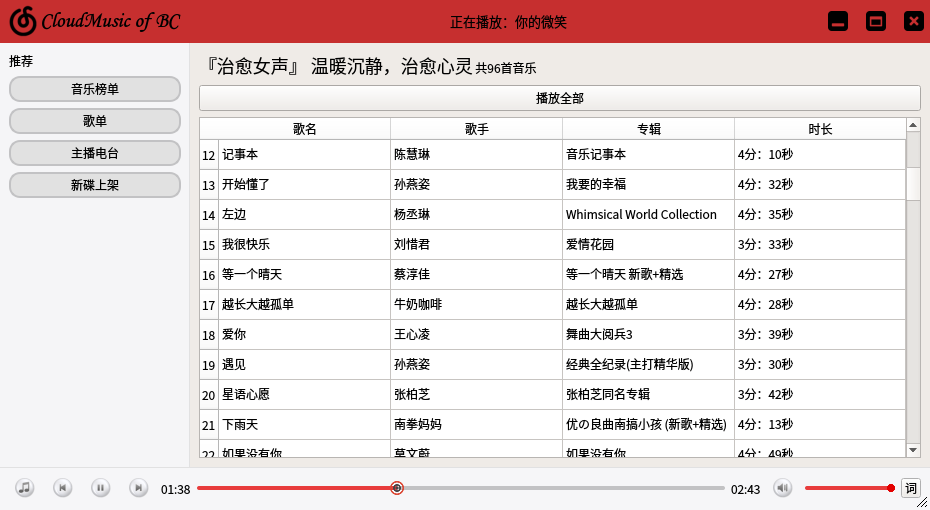 CloudMusic of BC
正在播放：你的微笑
推荐
音乐榜单
歌单
主播电台
新碟上架
『治愈女声』 温暖沉静，治愈心灵 共96首音乐
播放全部
歌名 歌手 专辑 时长
12 记事本 陈慧琳 音乐记事本 4分：10秒
13 开始懂了 孙燕姿 我要的幸福 4分：32秒
14 左边 杨丞琳 Whimsical World Collection 4分：35秒
15 我很快乐 刘惜君 爱情花园 3分：33秒
16 等一个晴天 蔡淳佳 等一个晴天 新歌+精选 4分：27秒
17 越长大越孤单 牛奶咖啡 越长大越孤单 4分：28秒
18 爱你 王心凌 舞曲大阅兵3 3分：39秒
19 遇见 孙燕姿 经典全纪录(主打精华版) 3分：30秒
20 星语心愿 张柏芝 张柏芝同名专辑 3分：42秒
21 下雨天 南拳妈妈 优の良曲南搞小孩 (新歌+精选) 4分：13秒
22 如果没有你 莫文蔚 如果没有你 4分：49秒
01:38 02:43 词